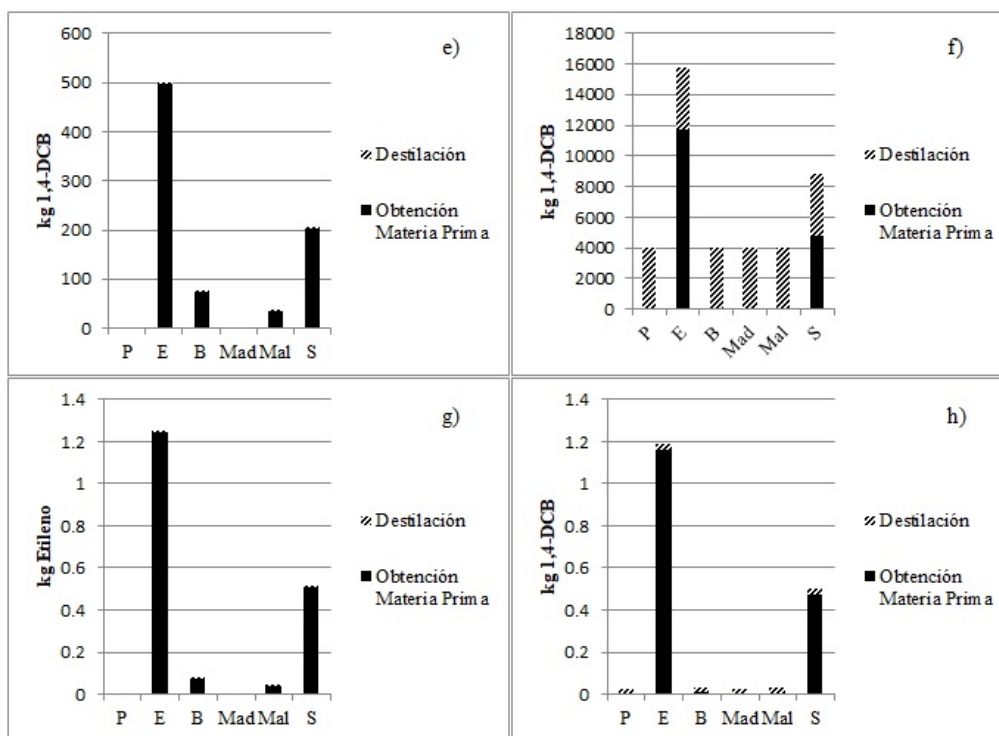 e)
600
500
400
300
200
100
0
kg 1,4-DCB
P E B Mad Mal S
Destilación
Obtención
Materia Prima
f)
18000
16000
14000
12000
10000
8000
6000
4000
2000
0
kg 1,4-DCB
P E B Mad Mal S
Destilación
Obtención
Materia Prima
g)
1.4
1.2
1
0.8
0.6
0.4
0.2
0
kg Etileno
P E B Mad Mal S
Destilación
Obtención
Materia Prima
h)
1.4
1.2
1
0.8
0.6
0.4
0.2
0
kg 1,4-DCB
P E B Mad Mal S
Destilación
Obtención
Materia Prima